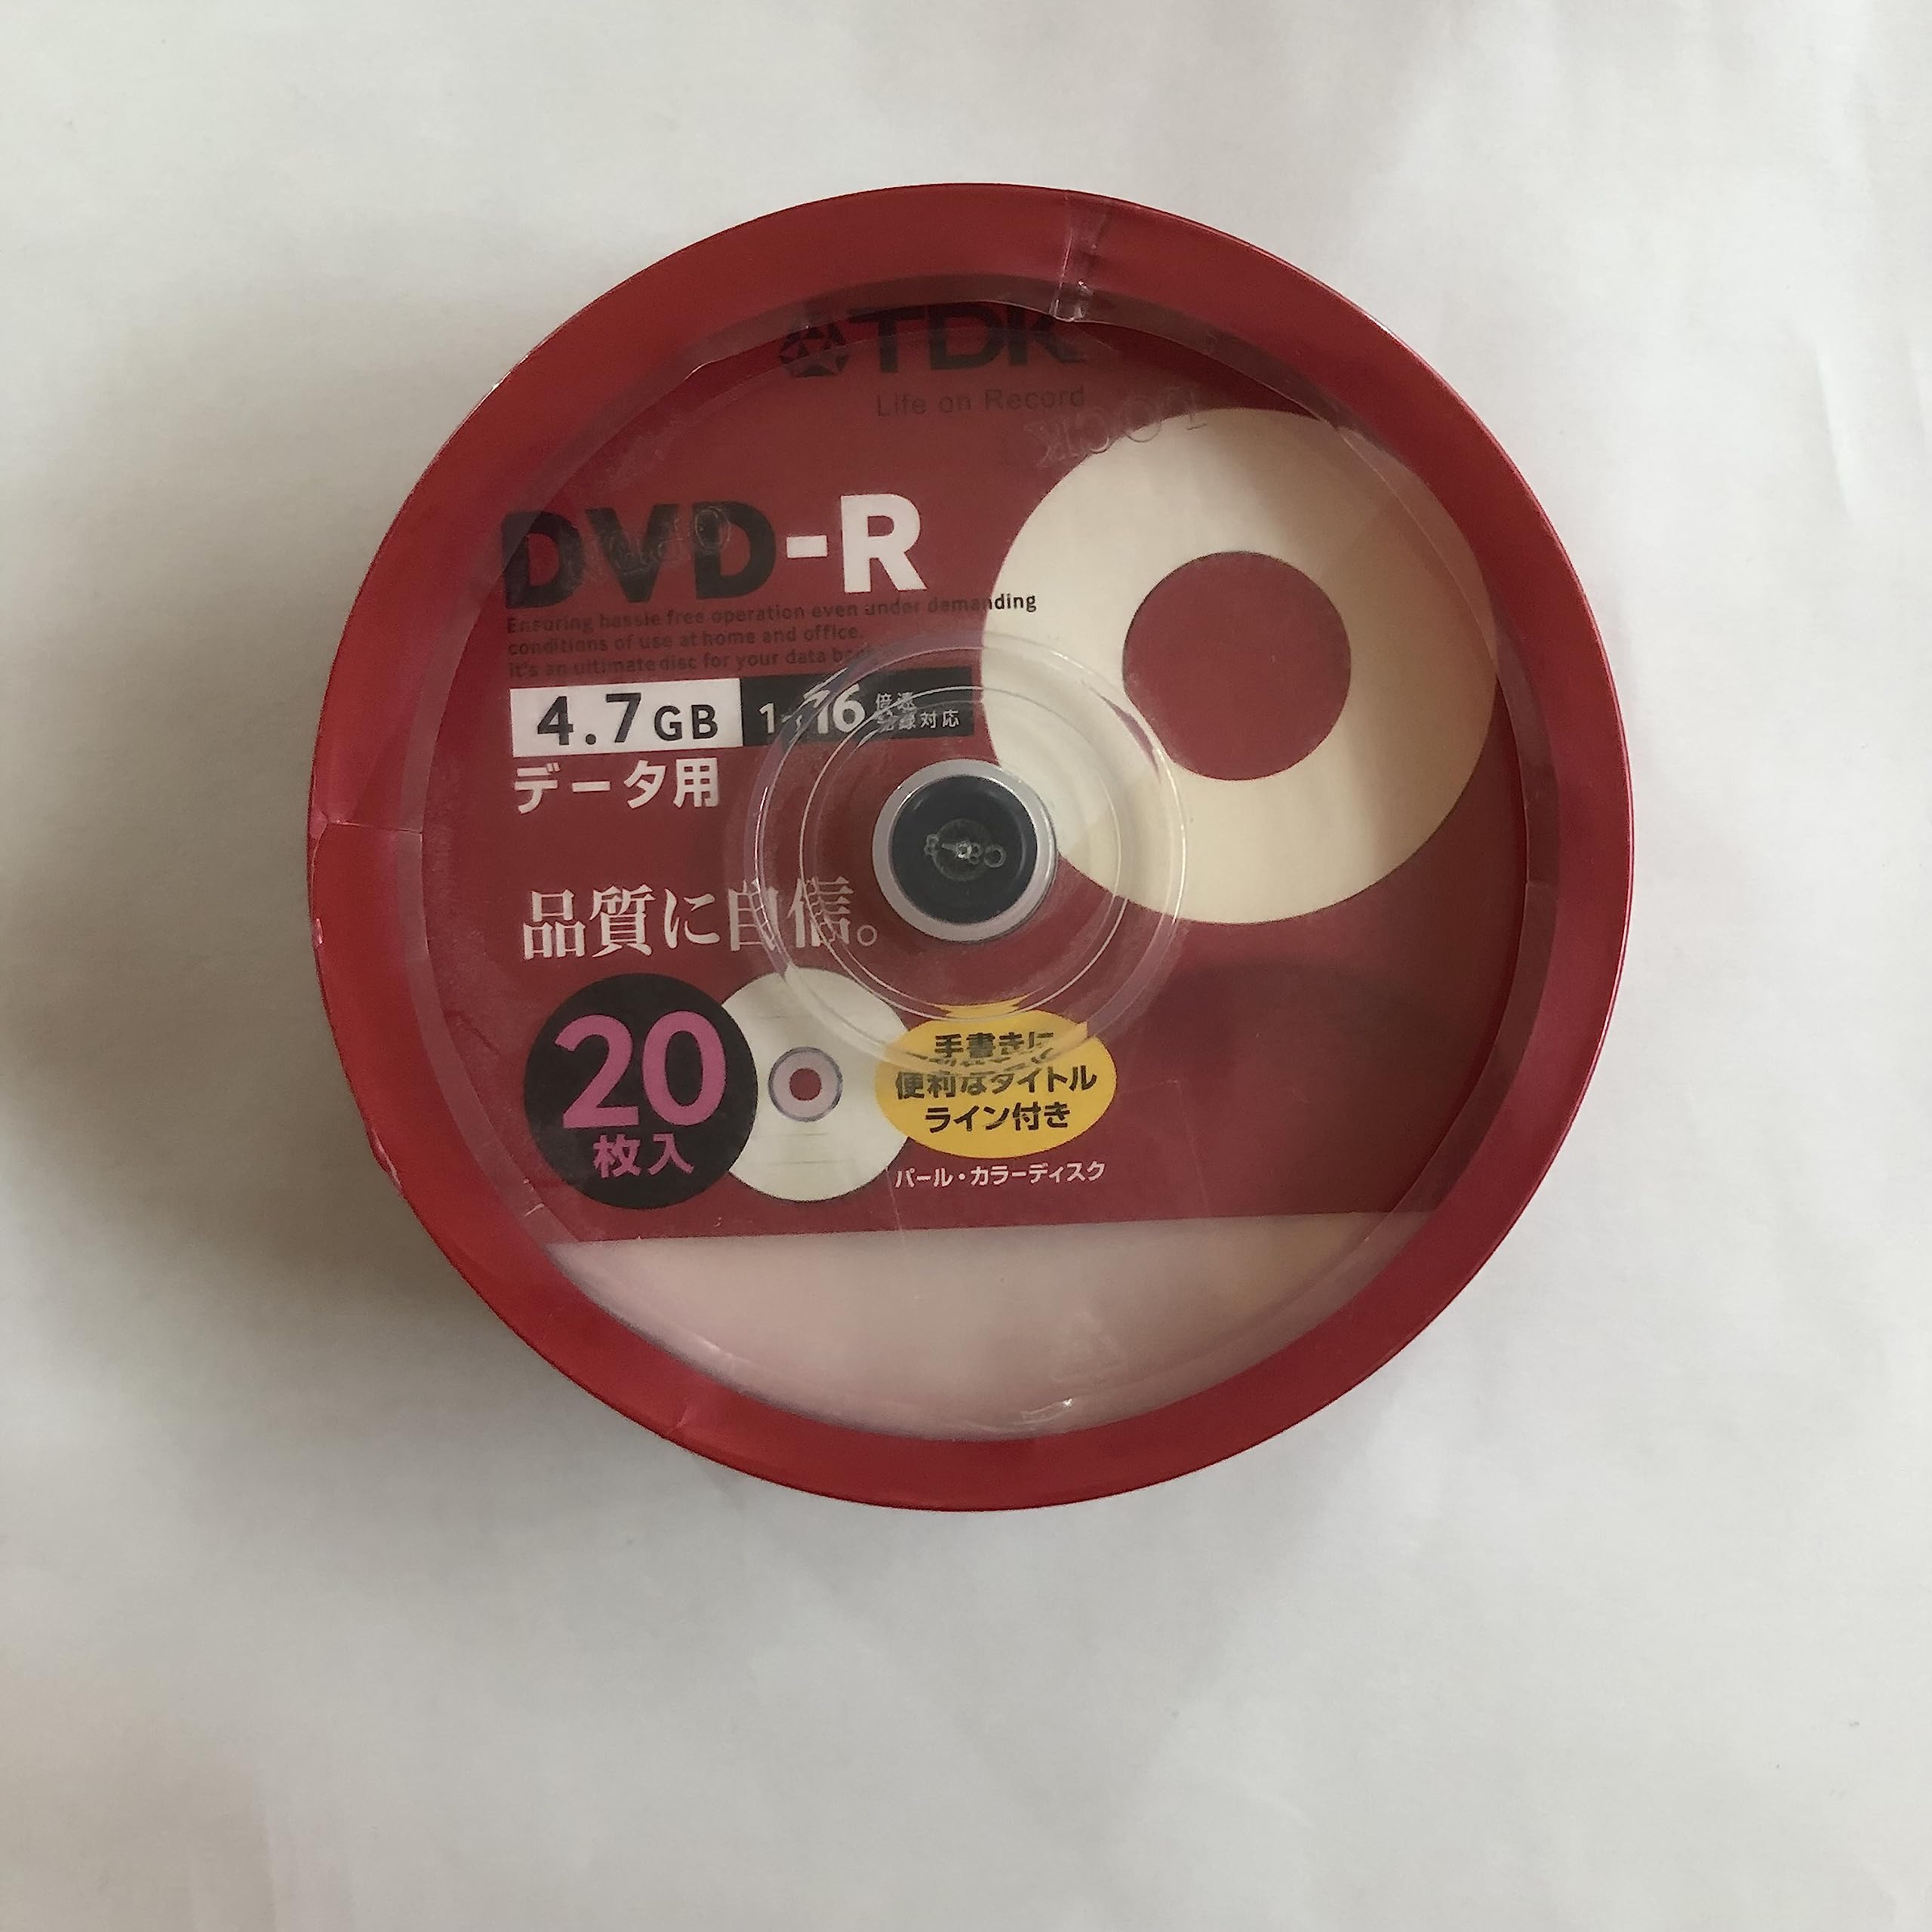 TDK
Life on Record
LOCK
DVD-R
Ensuring hassle free operation even under demanding
conditions of use at home and office.
It's an ultimate disc for your data
4.7GB
1-16倍速
記録対応
データ用
品質に自信。
20
枚入
手書きに
便利なタイトル
ライン付き
パール・カラーディスク